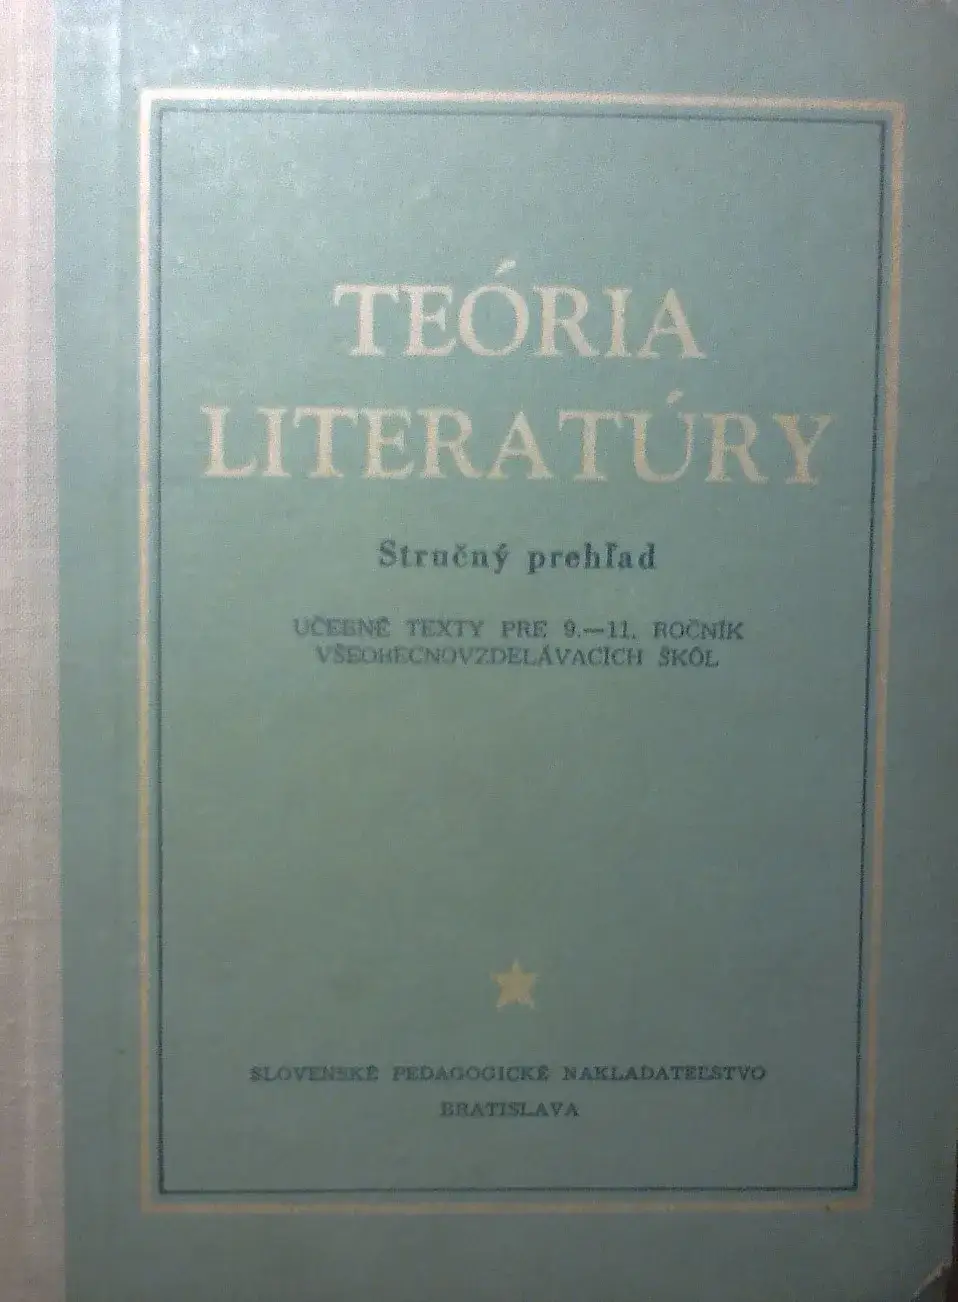 TEÓRIA
LITERATÚRY
Stručný prehľad
UČEBNÉ TEXTY PRE 9.—11. ROČNÍK
VŠEOBECNOVZDELÁVACÍCH ŠKÔL
SLOVENSKÉ PEDAGOGICKÉ NAKLADATEĽSTVO
BRATISLAVA